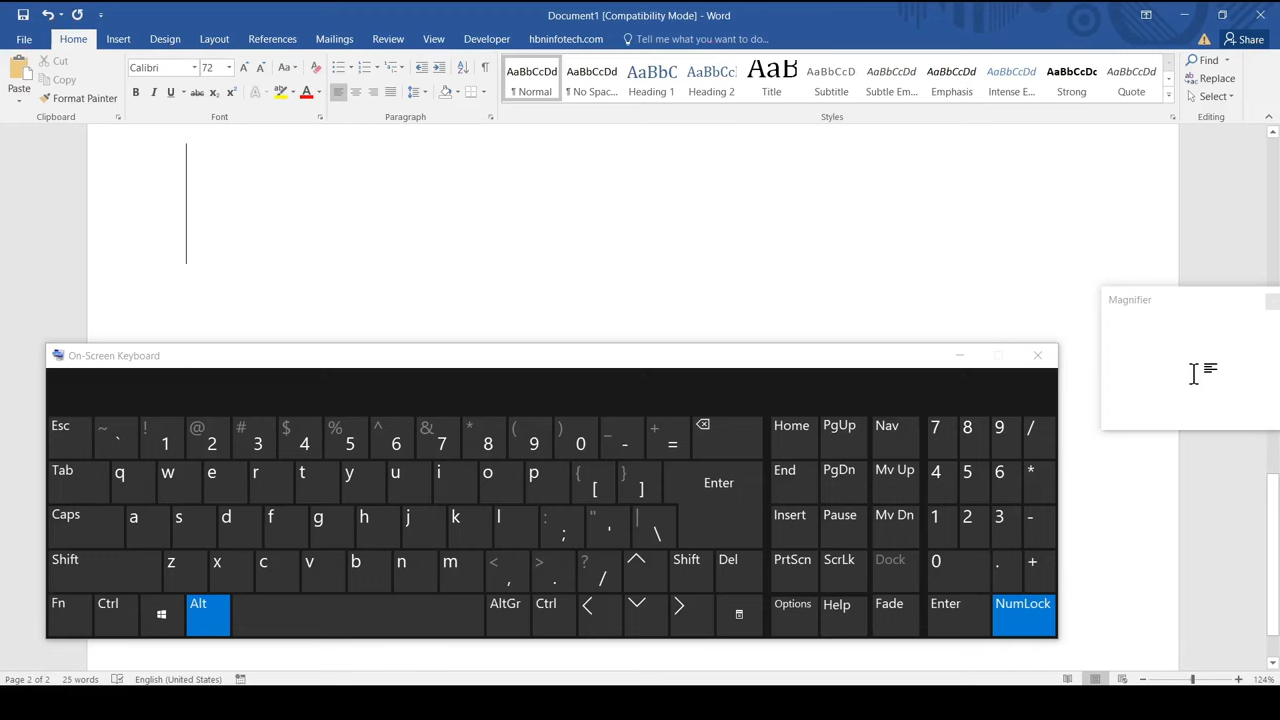 Document1 [Compatibility Mode] - Word
File Home Insert Design Layout References Mailings Review View Developer hbninfotech.com Tell me what you want to do... Share
Paste Cut Copy Format Painter Clipboard
Calibri 72 Aa B I U abc X₂ X² A A Font
Paragraph
AaBbCcDd AaBbCcDd AaBbC AaBbCc AaBb AaBbCcD AaBbCcDd AaBbCcDd AaBbCcDd AaBbCcDc AaBbCcDd
¶ Normal ¶ No Spac... Heading 1 Heading 2 Title Subtitle Subtle Em... Emphasis Intense E... Strong Quote
Styles
Find Replace Select Editing
Magnifier
On-Screen Keyboard
Esc ~ ` ! 1 @ 2 # 3 $ 4 % 5 ^ 6 & 7 * 8 ( 9 ) 0 _ - + = Home PgUp Nav 7 8 9 /
Tab q w e r t y u i o p { [ } ] Enter End PgDn Mv Up 4 5 6 *
Caps a s d f g h j k l : ; " ' | \ Insert Pause Mv Dn 1 2 3 -
Shift z x c v b n m < , > . ? / Shift Del PrtScn ScrLk Dock 0 . +
Fn Ctrl Alt AltGr Ctrl Options Help Fade Enter NumLock
Page 2 of 2 25 words English (United States) 124%